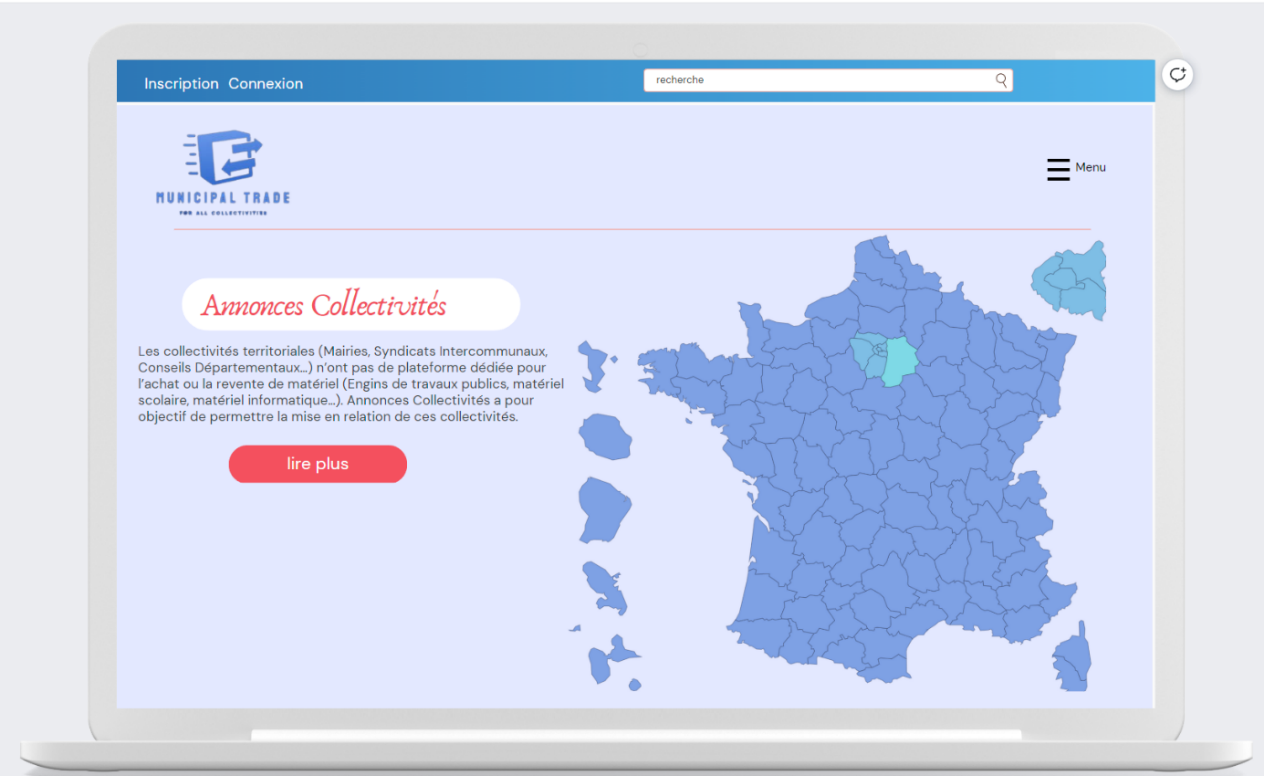 Inscription Connexion
recherche
MUNICIPAL TRADE
FOR ALL COLLECTIVITIES
Menu
Annonces Collectivités
Les collectivités territoriales (Mairies, Syndicats Intercommunaux,
Conseils Départementaux...) n'ont pas de plateforme dédiée pour
l'achat ou la revente de matériel (Engins de travaux publics, matériel
scolaire, matériel informatique...). Annonces Collectivités a pour
objectif de permettre la mise en relation de ces collectivités.
lire plus